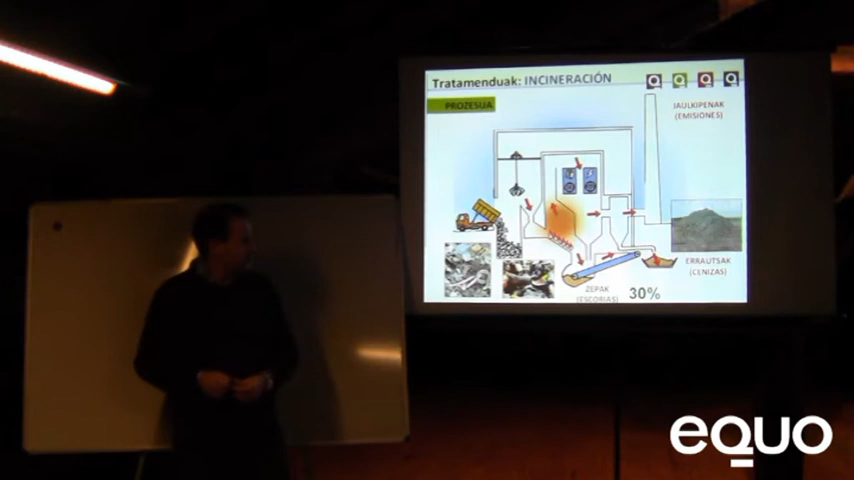 Tratamenduak: INCINERACIÓN
PROZESUA
JAULKIPENAK
(EMISIONES)
ERRAUTSAK
(CENIZAS)
ZEPAK
(ESCORIAS)
30%
eQUO